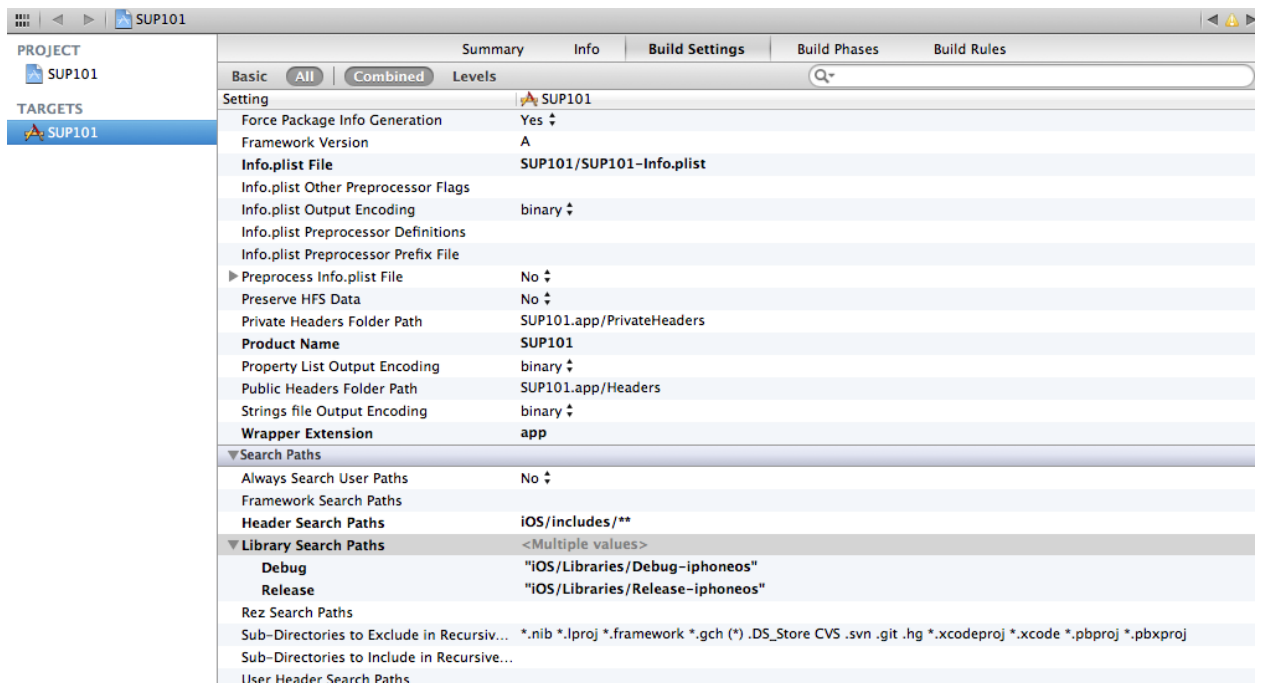 SUP101
PROJECT
SUP101
TARGETS
SUP101
Summary Info Build Settings Build Phases Build Rules
Basic All Combined Levels
Setting SUP101
Force Package Info Generation Yes
Framework Version A
Info.plist File SUP101/SUP101-Info.plist
Info.plist Other Preprocessor Flags
Info.plist Output Encoding binary
Info.plist Preprocessor Definitions
Info.plist Preprocessor Prefix File
Preprocess Info.plist File No
Preserve HFS Data No
Private Headers Folder Path SUP101.app/PrivateHeaders
Product Name SUP101
Property List Output Encoding binary
Public Headers Folder Path SUP101.app/Headers
Strings file Output Encoding binary
Wrapper Extension app
Search Paths
Always Search User Paths No
Framework Search Paths
Header Search Paths iOS/includes/**
Library Search Paths <Multiple values>
Debug "iOS/Libraries/Debug-iphoneos"
Release "iOS/Libraries/Release-iphoneos"
Rez Search Paths
Sub-Directories to Exclude in Recursiv... *.nib *.lproj *.framework *.gch (*) .DS_Store CVS .svn .git .hg *.xcodeproj *.xcode *.pbproj *.pbxproj
Sub-Directories to Include in Recursive...
User Header Search Paths